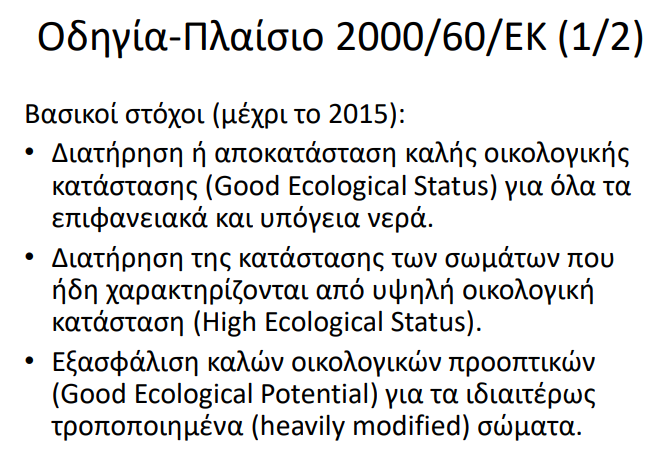 Οδηγία-Πλαίσιο 2000/60/ΕΚ (1/2)
Βασικοί στόχοι (μέχρι το 2015):
• Διατήρηση ή αποκατάσταση καλής οικολογικής
κατάστασης (Good Ecological Status) για όλα τα
επιφανειακά και υπόγεια νερά.
• Διατήρηση της κατάστασης των σωμάτων που
ήδη χαρακτηρίζονται από υψηλή οικολογική
κατάσταση (High Ecological Status).
• Εξασφάλιση καλών οικολογικών προοπτικών
(Good Ecological Potential) για τα ιδιαιτέρως
τροποποιημένα (heavily modified) σώματα.